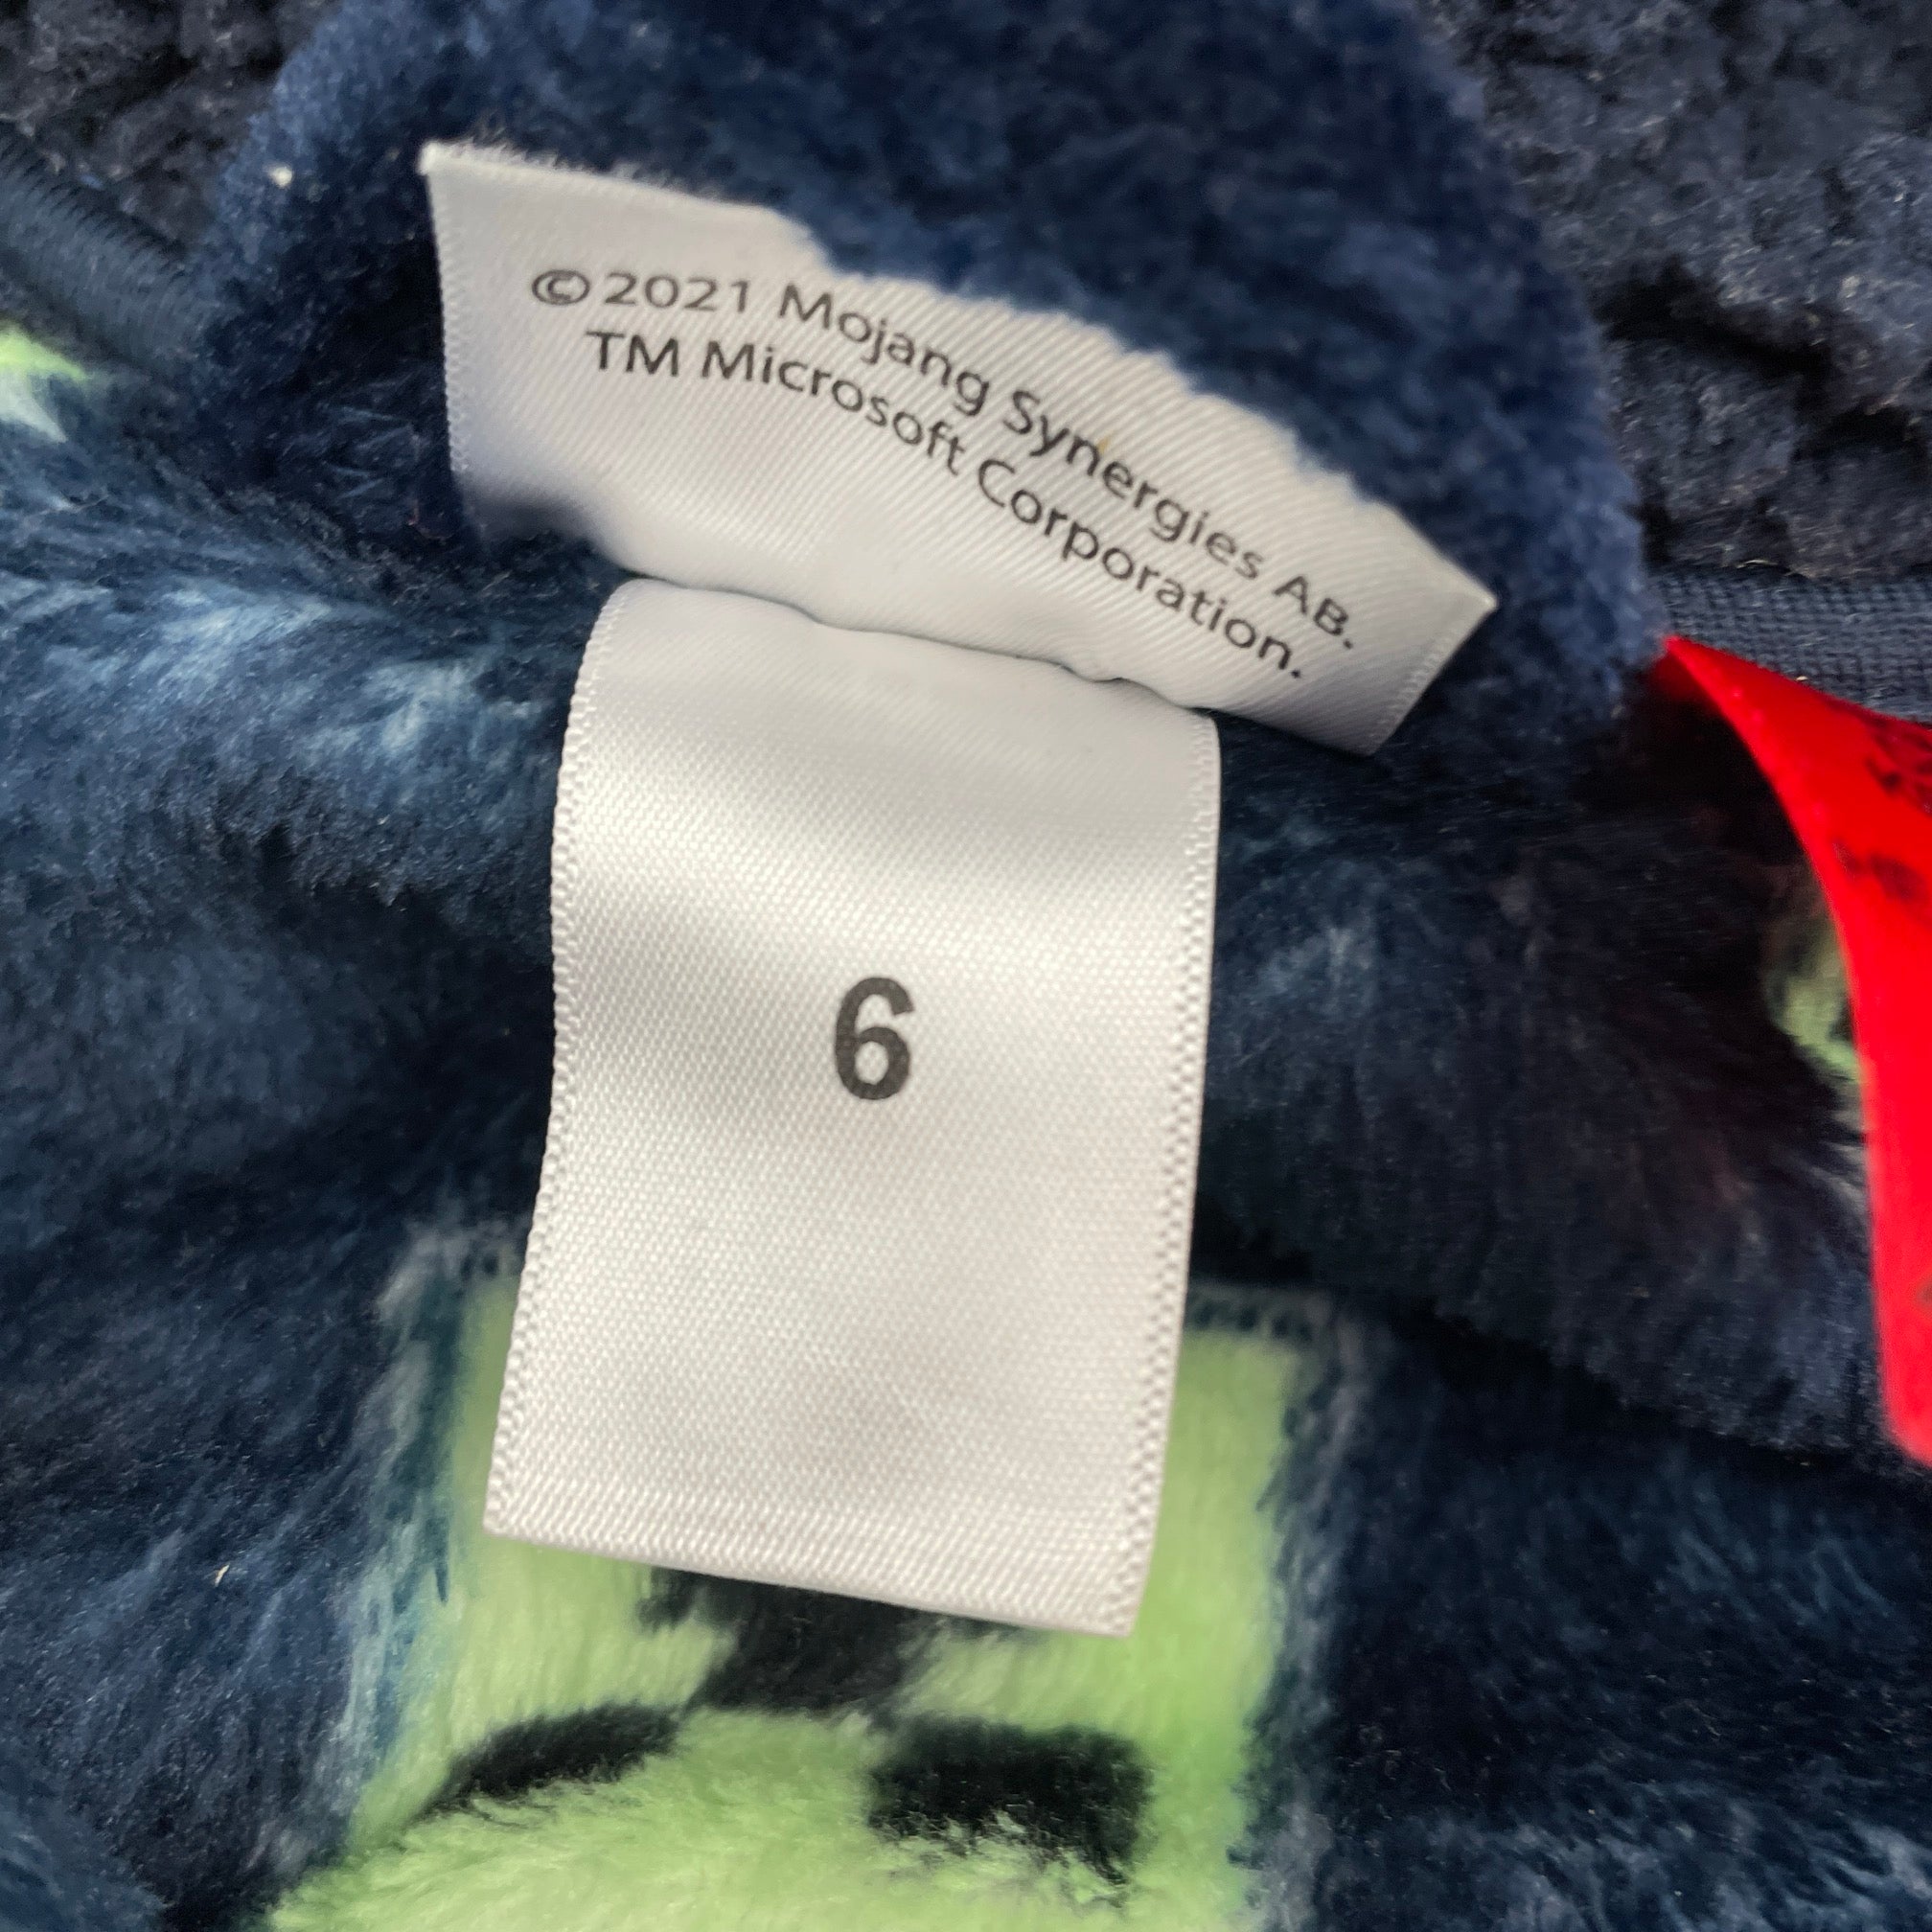 ©2021 Mojang Synergies AB.
TM Microsoft Corporation.
6